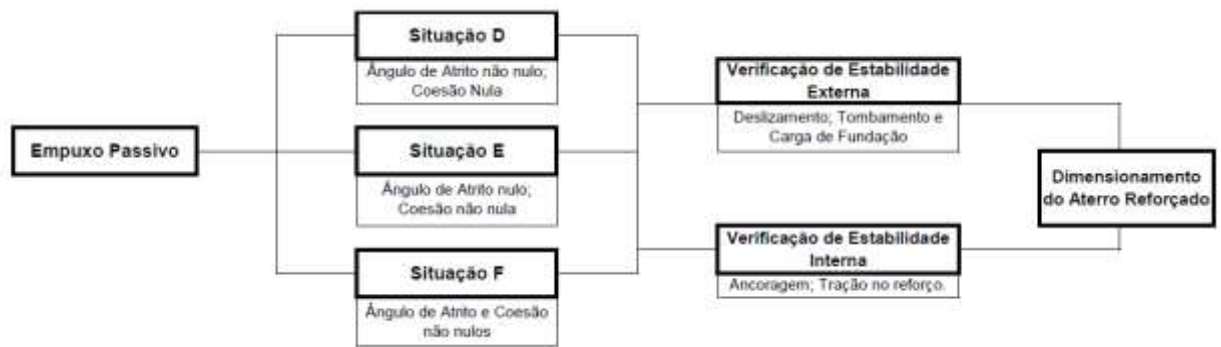 Empuxo Passivo
Situação D
Ângulo de Atrito não nulo;
Coesão Nula
Situação E
Ângulo de Atrito nulo;
Coesão não nula
Situação F
Ângulo de Atrito e Coesão
não nulos
Verificação de Estabilidade
Externa
Deslizamento; Tombamento e
Carga de Fundação
Verificação de Estabilidade
Interna
Ancoragem; Tração no reforço.
Dimensionamento
do Aterro Reforçado